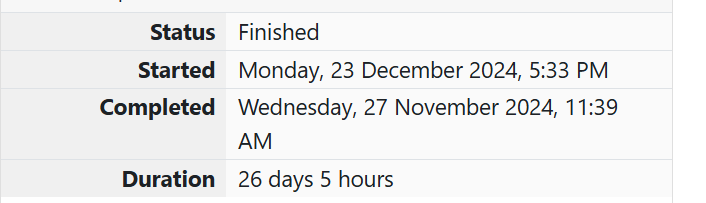 Status Finished
Started Monday, 23 December 2024, 5:33 PM
Completed Wednesday, 27 November 2024, 11:39
AM
Duration 26 days 5 hours